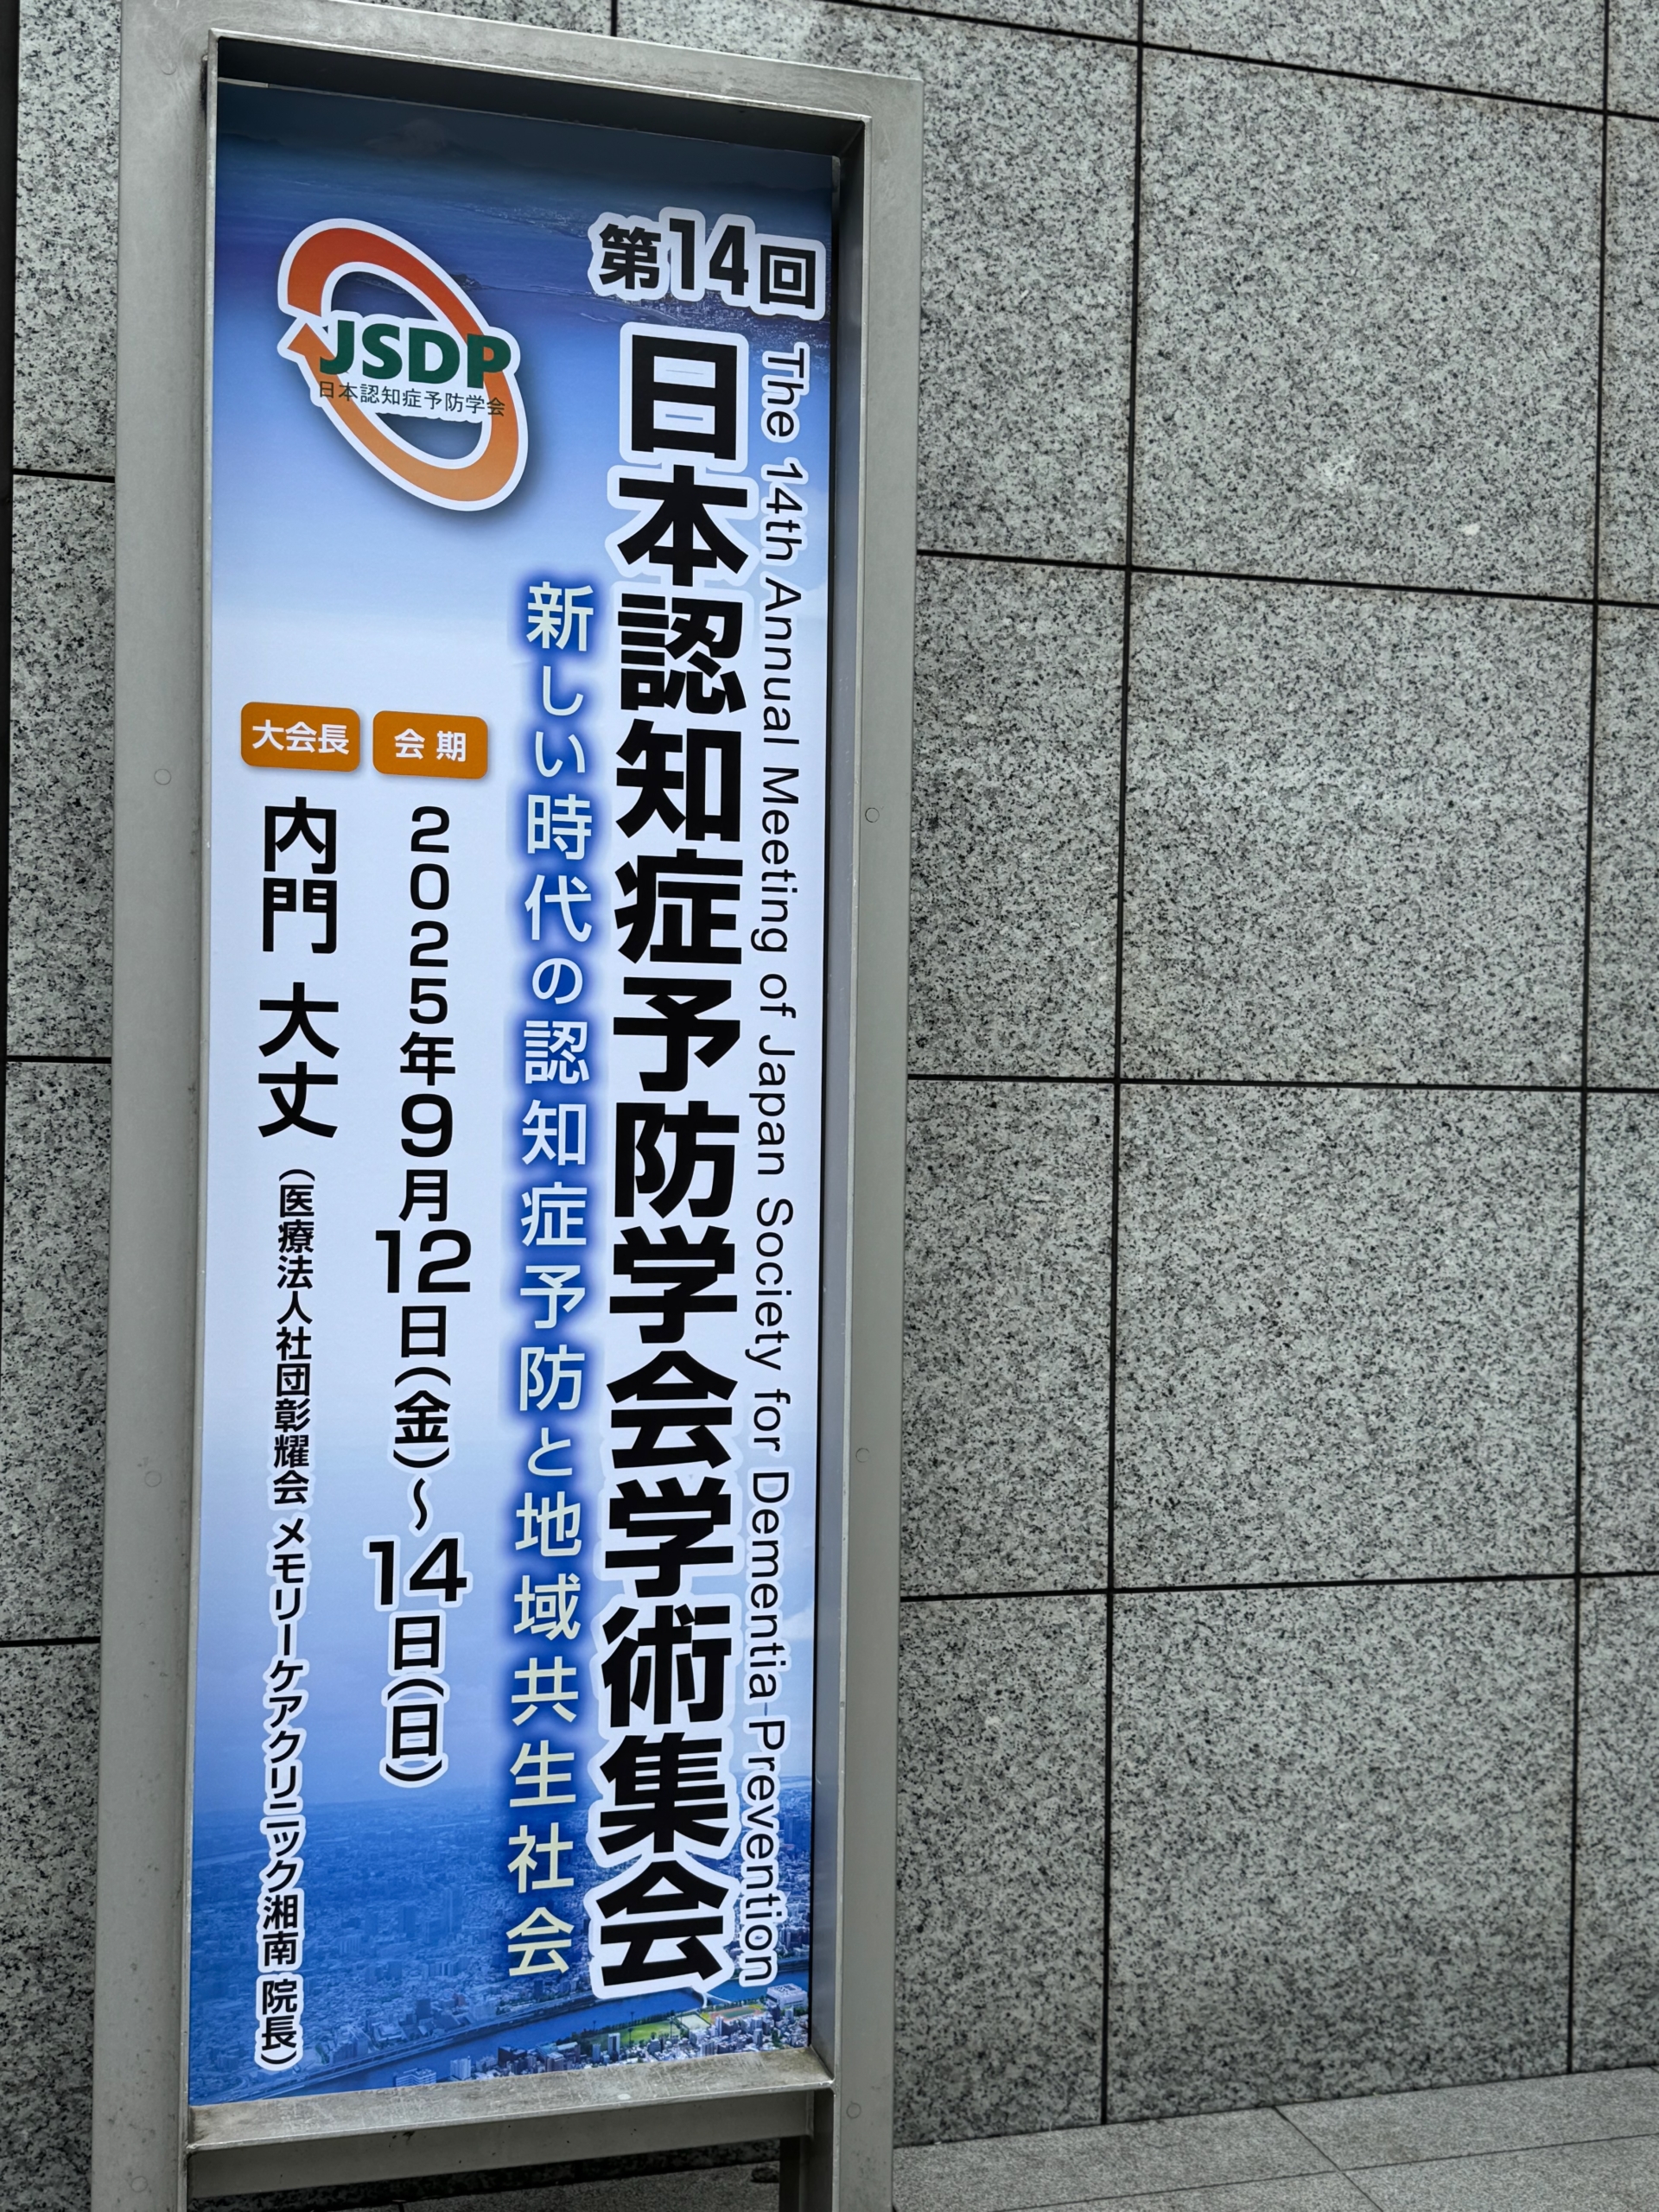 第14回
The 14th Annual Meeting of Japan Society for Dementia Prevention
日本認知症予防学会学術集会
新しい時代の認知症予防と地域共生社会
JSDP
日本認知症予防学会
会期
2025年9月12日(金)〜14日(日)
大会長
内門 大丈 (医療法人社団彰耀会 メモリーケアクリニック湘南 院長)